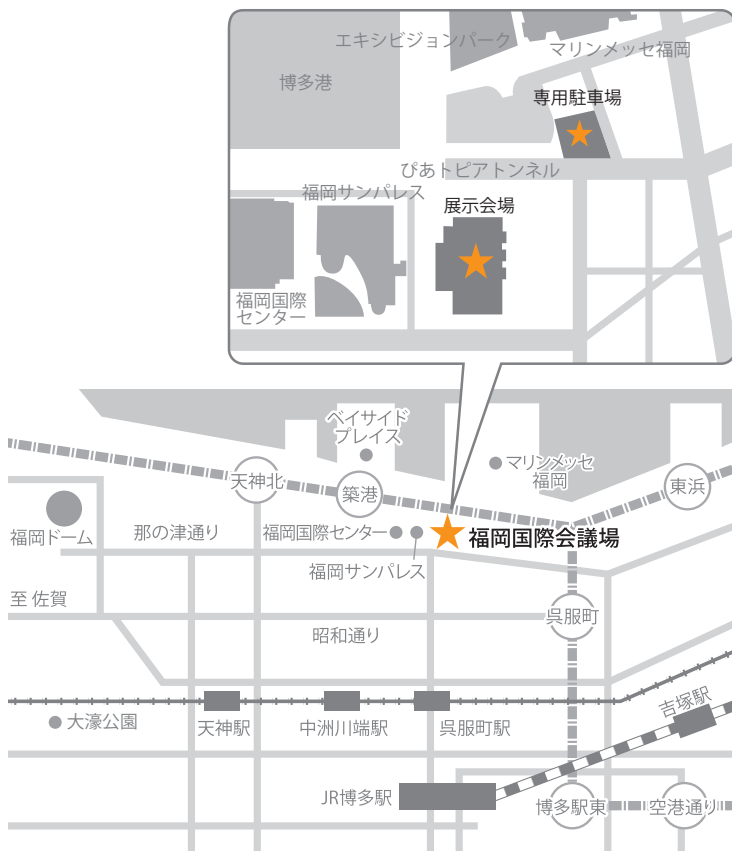 エキシビジョンパーク
マリンメッセ福岡
博多港
専用駐車場
ぴあトピアトンネル
福岡サンパレス
展示会場
福岡国際
センター
ベイサイド
プレイス
マリンメッセ
福岡
天神北
築港
東浜
福岡ドーム
那の津通り
福岡国際センター
福岡国際会議場
福岡サンパレス
至 佐賀
呉服町
昭和通り
吉塚駅
大濠公園
天神駅
中洲川端駅
呉服町駅
JR博多駅
博多駅東
空港通り